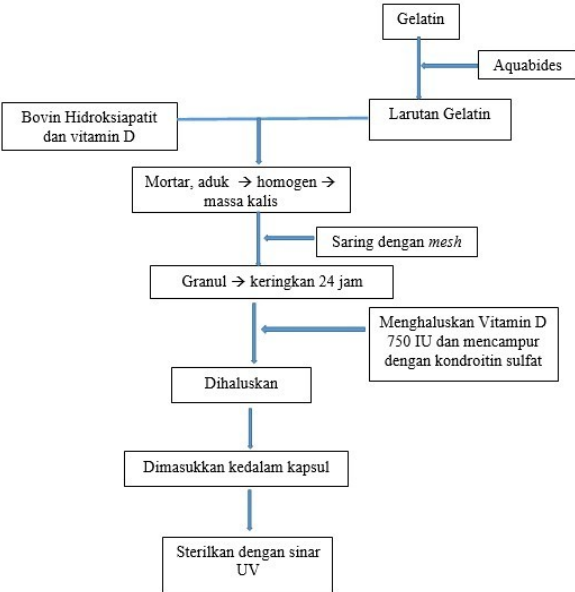 Gelatin
Aquabides
Bovin Hidroksiapatit
dan vitamin D
Larutan Gelatin
Mortar, aduk → homogen →
massa kalis
Saring dengan mesh
Granul → keringkan 24 jam
Menghaluskan Vitamin D
750 IU dan mencampur
dengan kondroitin sulfat
Dihaluskan
Dimasukkan kedalam kapsul
Sterilkan dengan sinar
UV